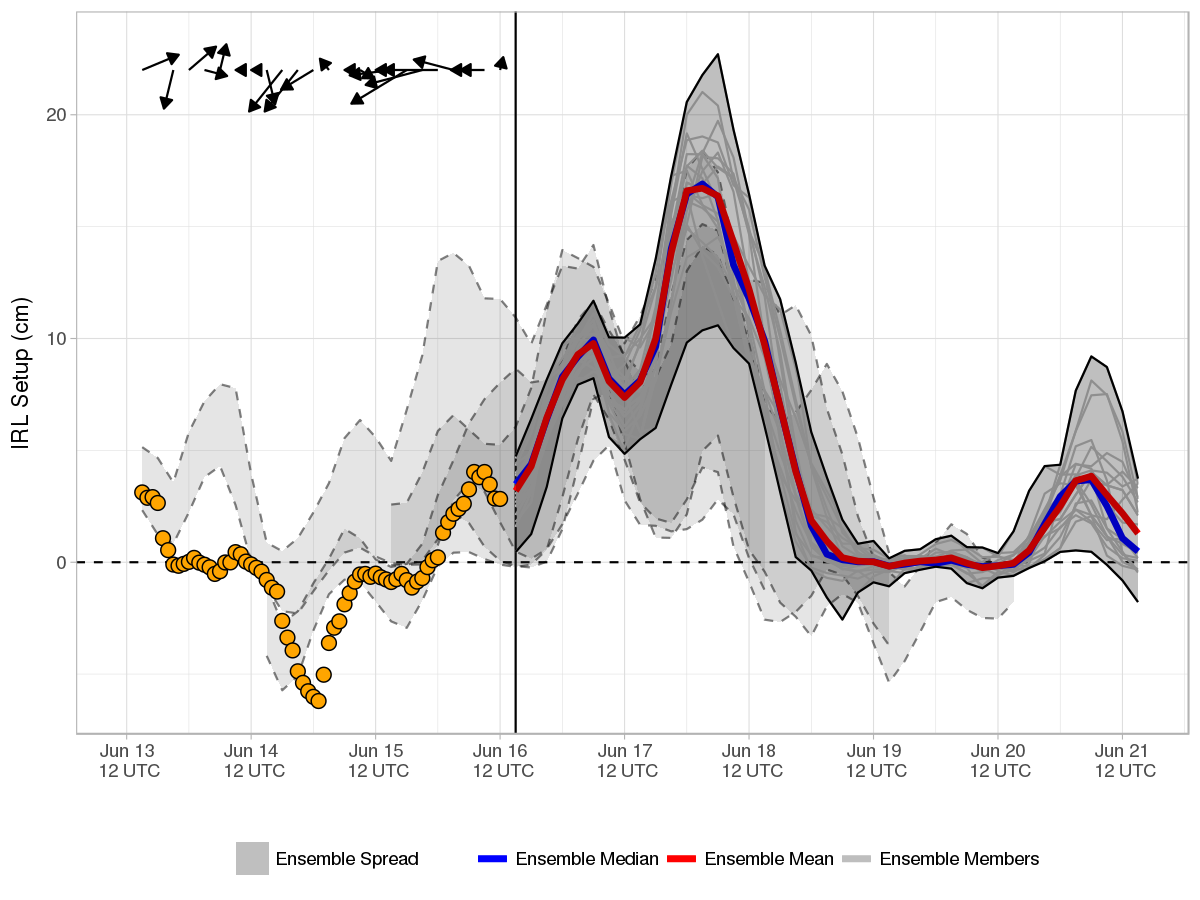 IRL Setup (cm)
20
10
0
Jun 13 Jun 14 Jun 15 Jun 16 Jun 17 Jun 18 Jun 19 Jun 20 Jun 21
12 UTC 12 UTC 12 UTC 12 UTC 12 UTC 12 UTC 12 UTC 12 UTC 12 UTC
Ensemble Spread Ensemble Median Ensemble Mean Ensemble Members